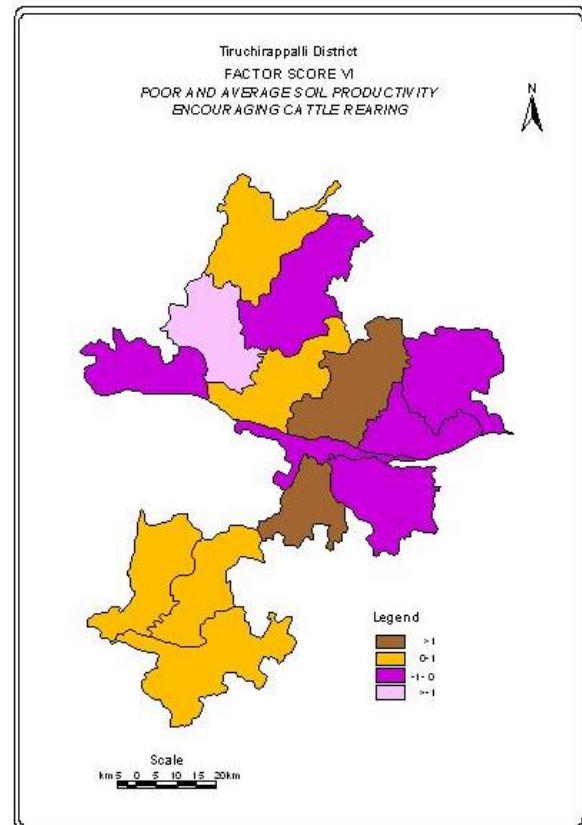 Tiruchirappalli District
FACTOR SCORE VI
POOR AND AVERAGE SOIL PRODUCTIVITY
ENCOURAGING CATTLE REARING
N
Legend
>1
0-1
-1-0
>-1
Scale
km 5 0 5 10 15 20km